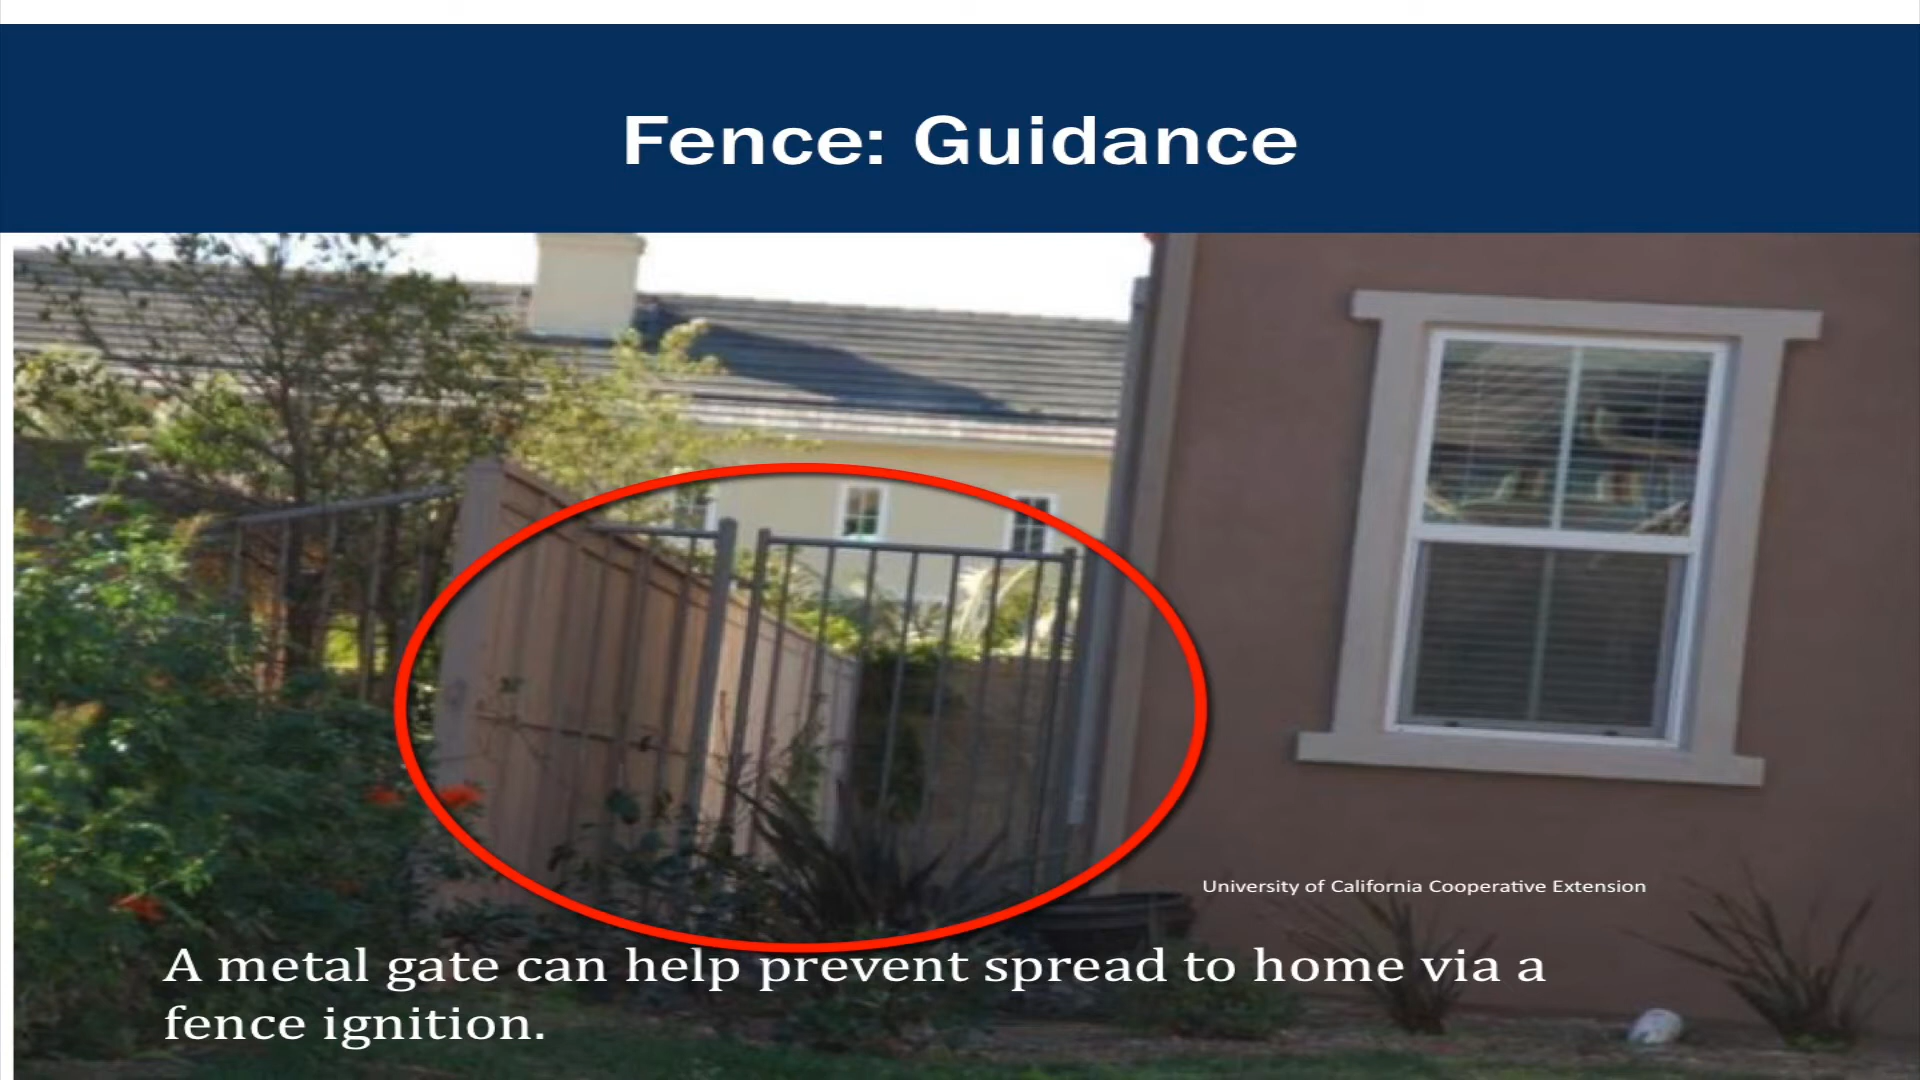 Fence: Guidance
University of California Cooperative Extension
A metal gate can help prevent spread to home via a
fence ignition.